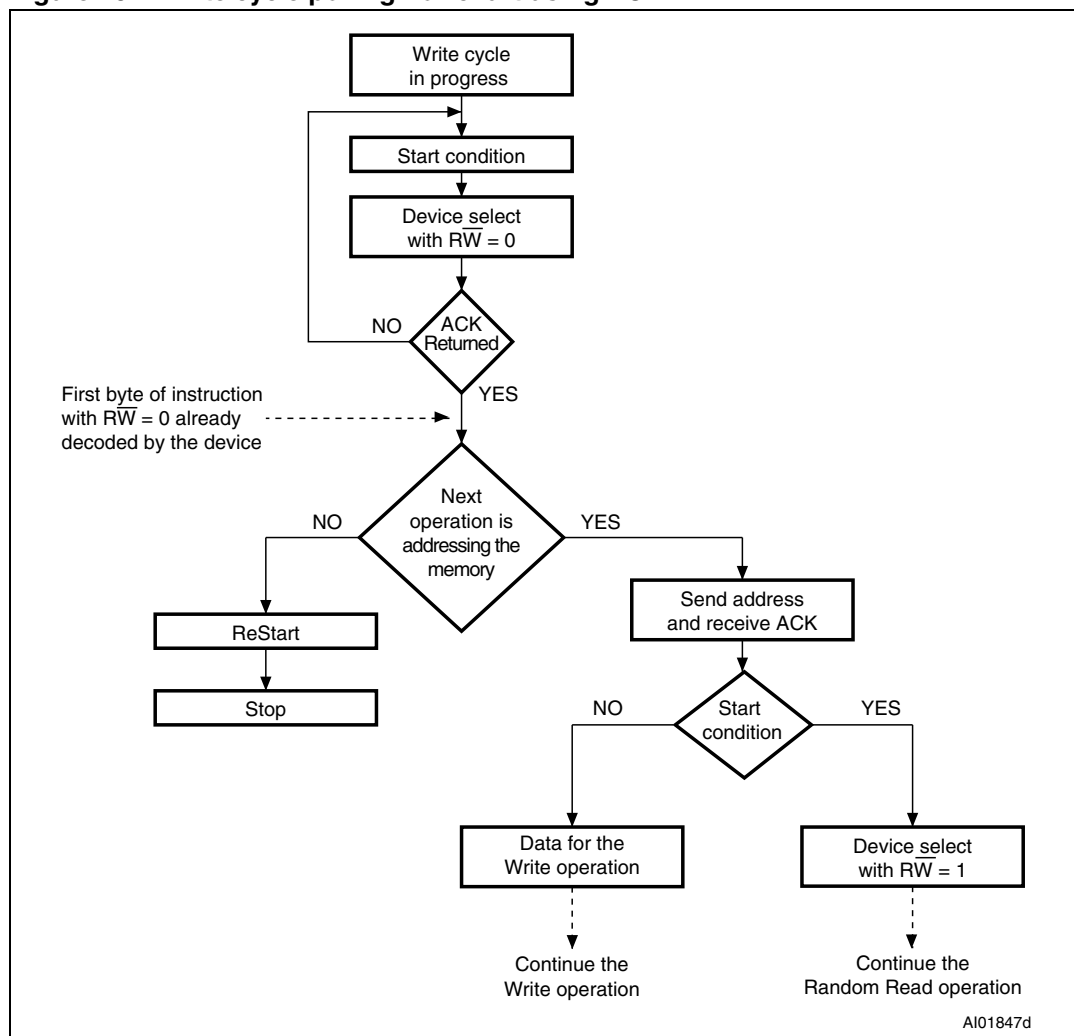 Write cycle
in progress
Start condition
Device select
with RW̅ = 0
NO
ACK
Returned
YES
First byte of instruction
with RW̅ = 0 already
decoded by the device
NO
Next
operation is
addressing the
memory
YES
ReStart
Stop
Send address
and receive ACK
NO
Start
condition
YES
Data for the
Write operation
Device select
with RW̅ = 1
Continue the
Write operation
Continue the
Random Read operation
AI01847d